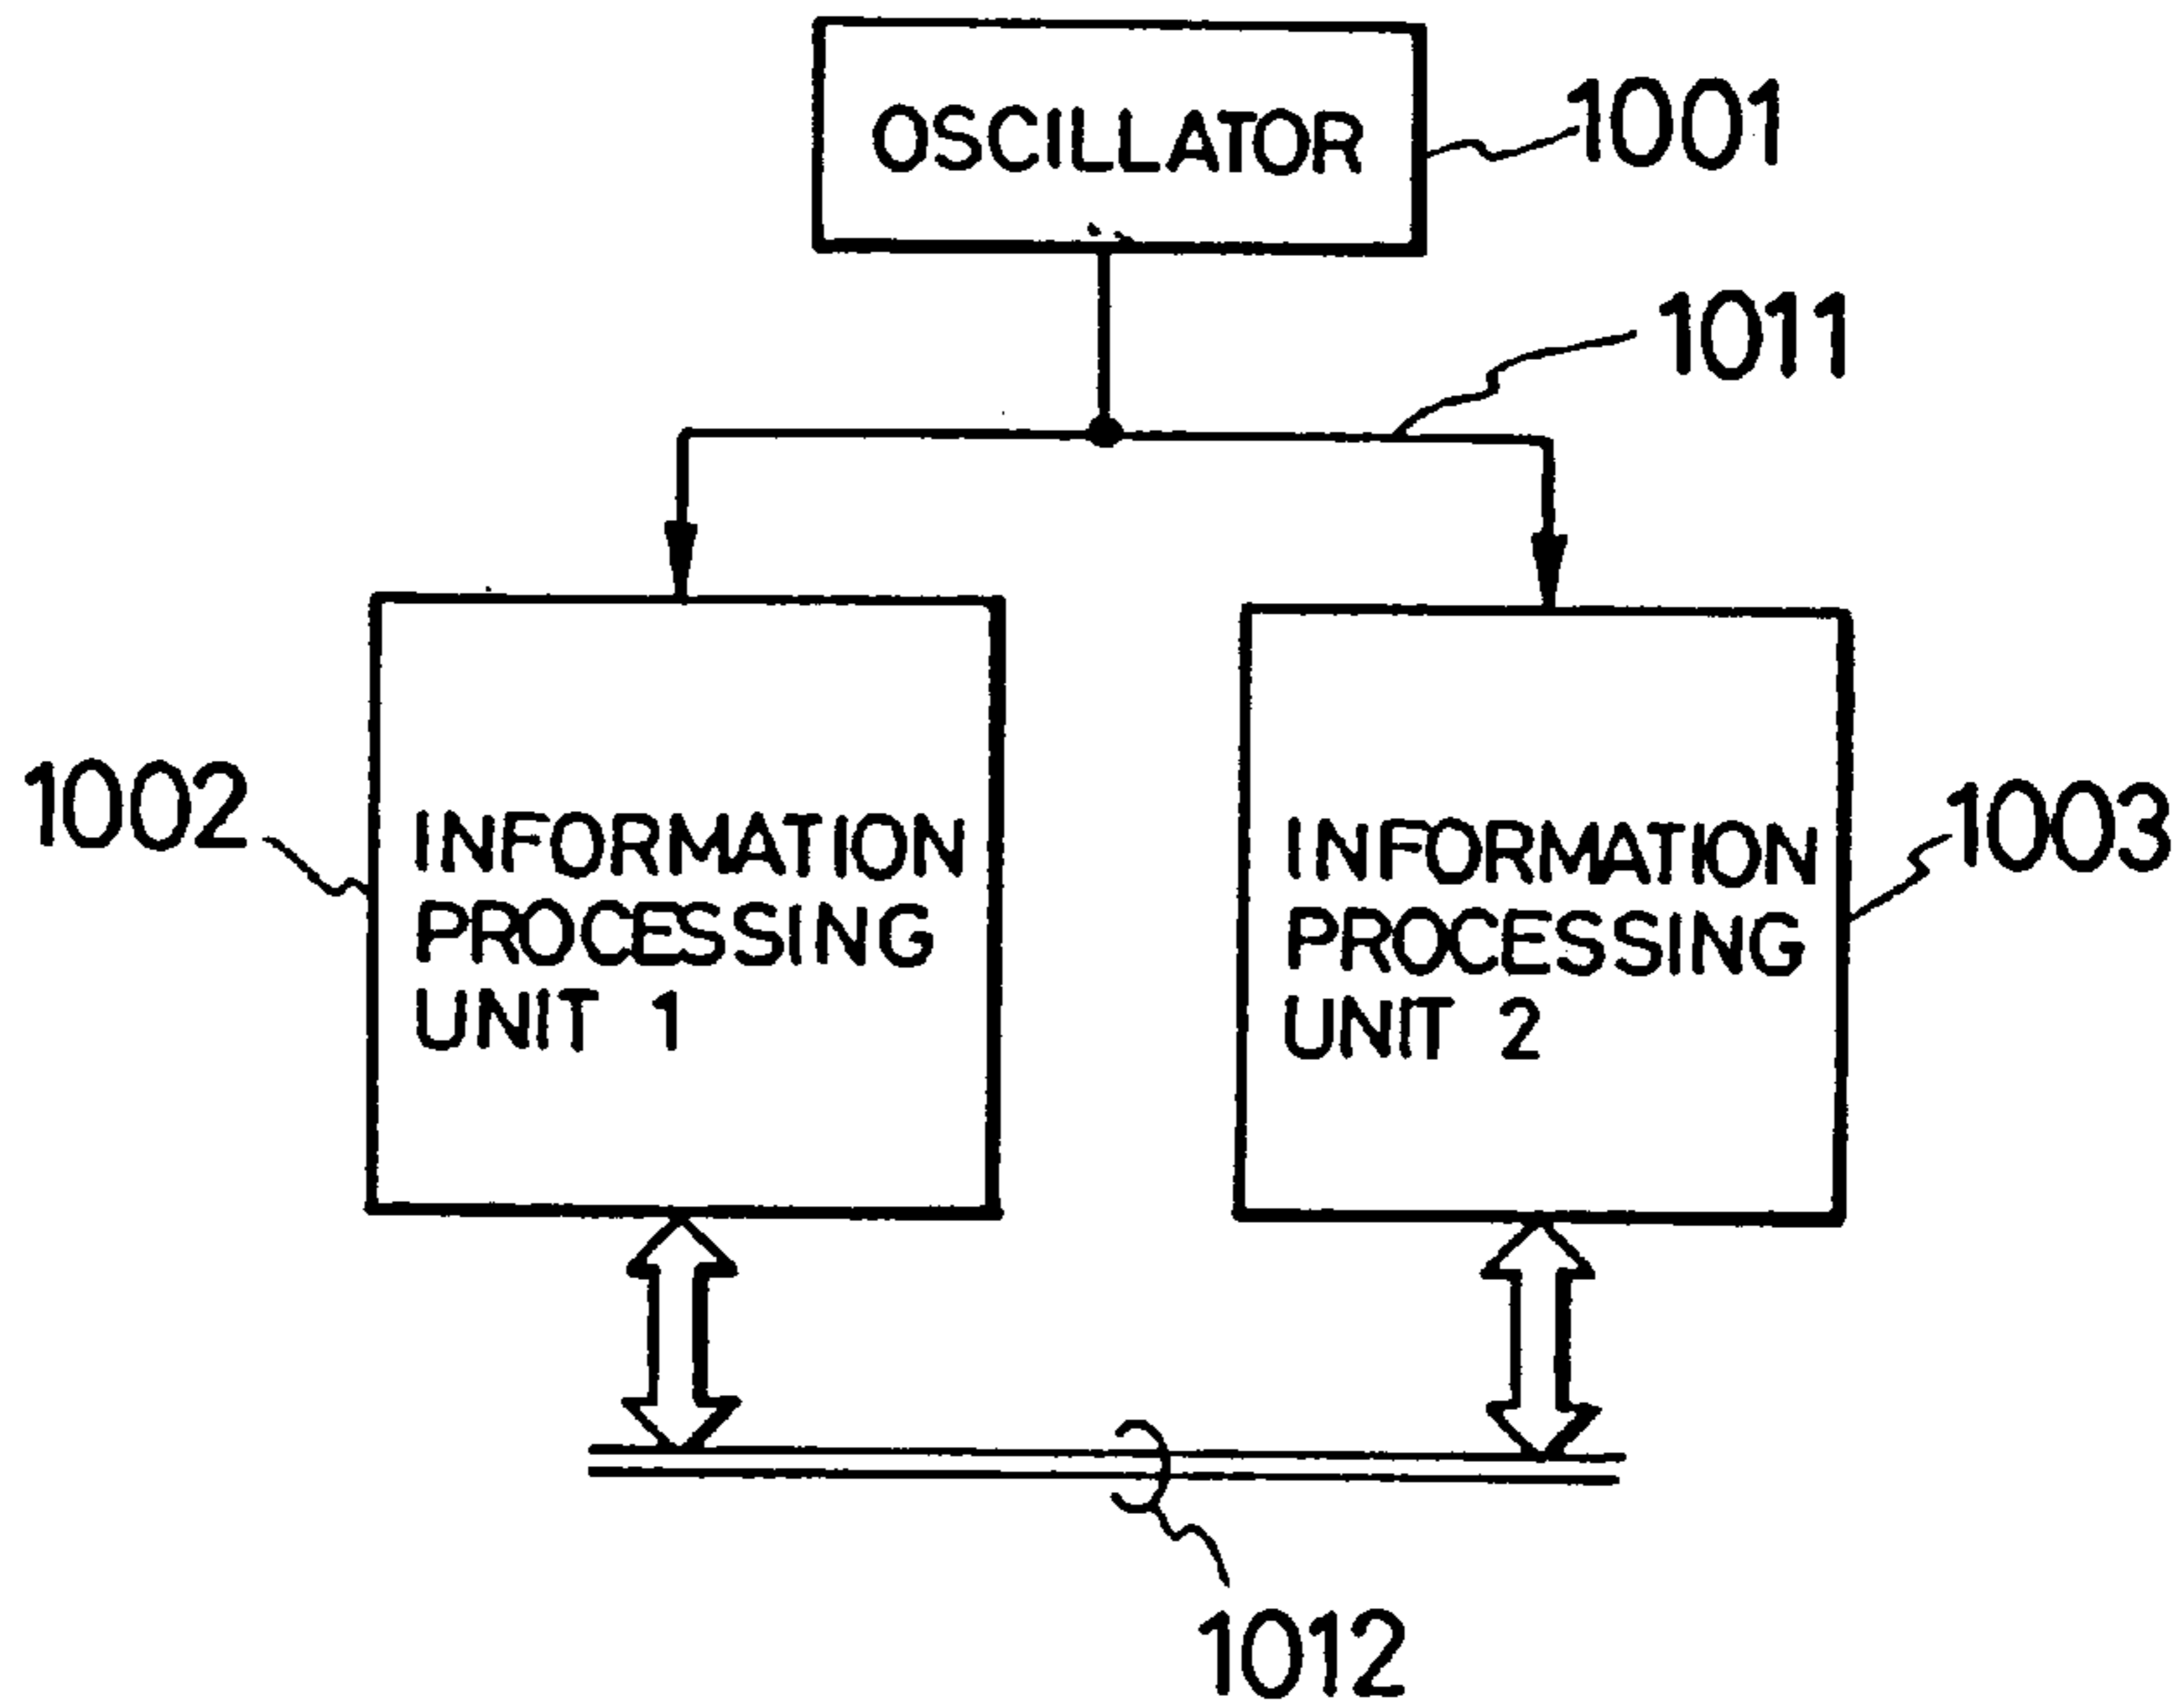 OSCILLATOR
1001
1011
1002
INFORMATION
PROCESSING
UNIT 1
INFORMATION
PROCESSING
UNIT 2
1003
1012